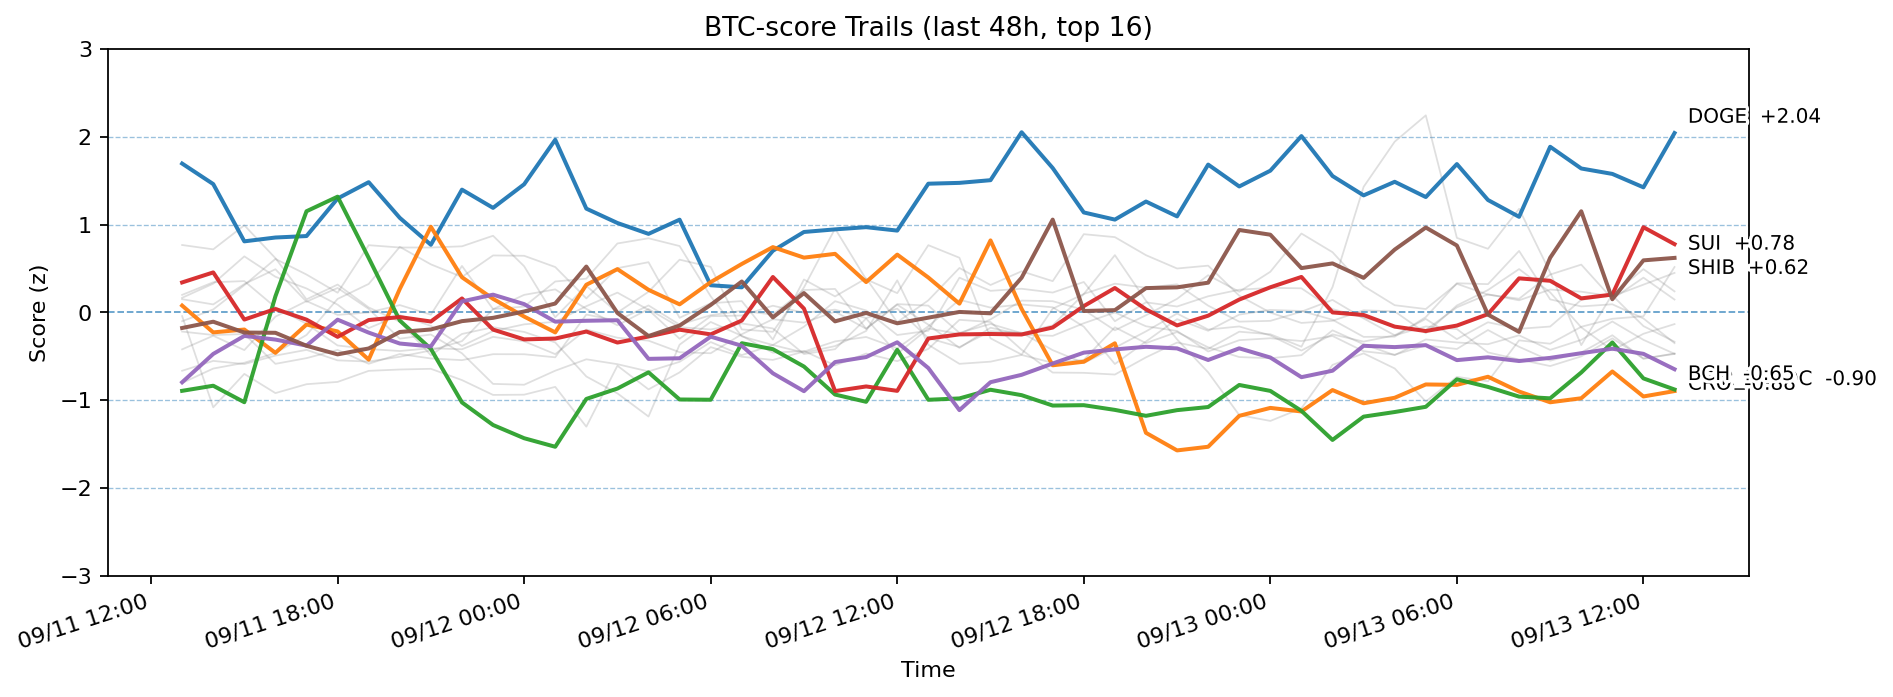 BTC-score Trails (last 48h, top 16)
Score (z)
3
2
1
0
−1
−2
−3
DOGE +2.04
SUI +0.78
SHIB +0.62
BCH -0.65
-0.88
C -0.90
09/11 12:00
09/11 18:00
09/12 00:00
09/12 06:00
09/12 12:00
09/12 18:00
09/13 00:00
09/13 06:00
09/13 12:00
Time